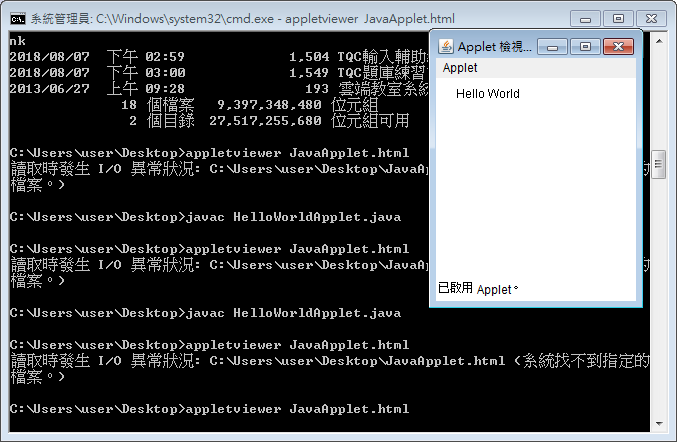 系統管理員: C:\Windows\system32\cmd.exe - appletviewer JavaApplet.html
nk
2018/08/07 下午 02:59 1,504 TQC輸入輔助
2018/08/07 下午 03:00 1,549 TQC題庫練習
2013/06/27 上午 09:28 193 雲端教室系統
18 個檔案 9,397,348,480 位元組
2 個目錄 27,517,255,680 位元組可用
C:\Users\user\Desktop>appletviewer JavaApplet.html
讀取時發生 I/O 異常狀況: C:\Users\user\Desktop\JavaA
的
檔案。)
C:\Users\user\Desktop>javac HelloWorldApplet.java
C:\Users\user\Desktop>appletviewer JavaApplet.html
讀取時發生 I/O 異常狀況: C:\Users\user\Desktop\JavaA
的
檔案。)
C:\Users\user\Desktop>javac HelloWorldApplet.java
C:\Users\user\Desktop>appletviewer JavaApplet.html
讀取時發生 I/O 異常狀況: C:\Users\user\Desktop\JavaApplet.html (系統找不到指定的
檔案。)
C:\Users\user\Desktop>appletviewer JavaApplet.html
Applet 檢視...
Applet
Hello World
已啟用 Applet。